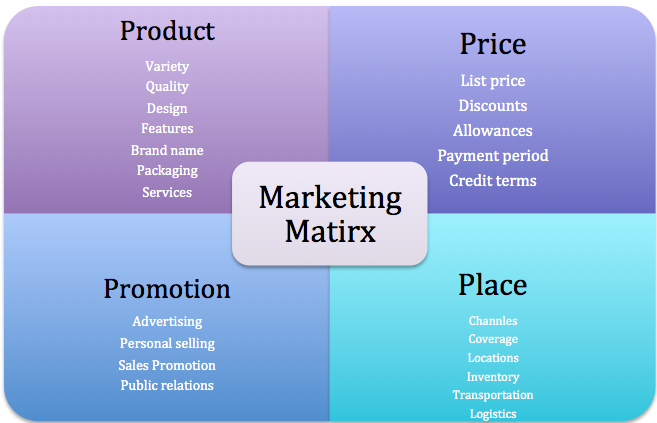 Product
Variety
Quality
Design
Features
Brand name
Packaging
Services
Price
List price
Discounts
Allowances
Payment period
Credit terms
Marketing
Matirx
Promotion
Advertising
Personal selling
Sales Promotion
Public relations
Place
Channles
Coverage
Locations
Inventory
Transportation
Logistics